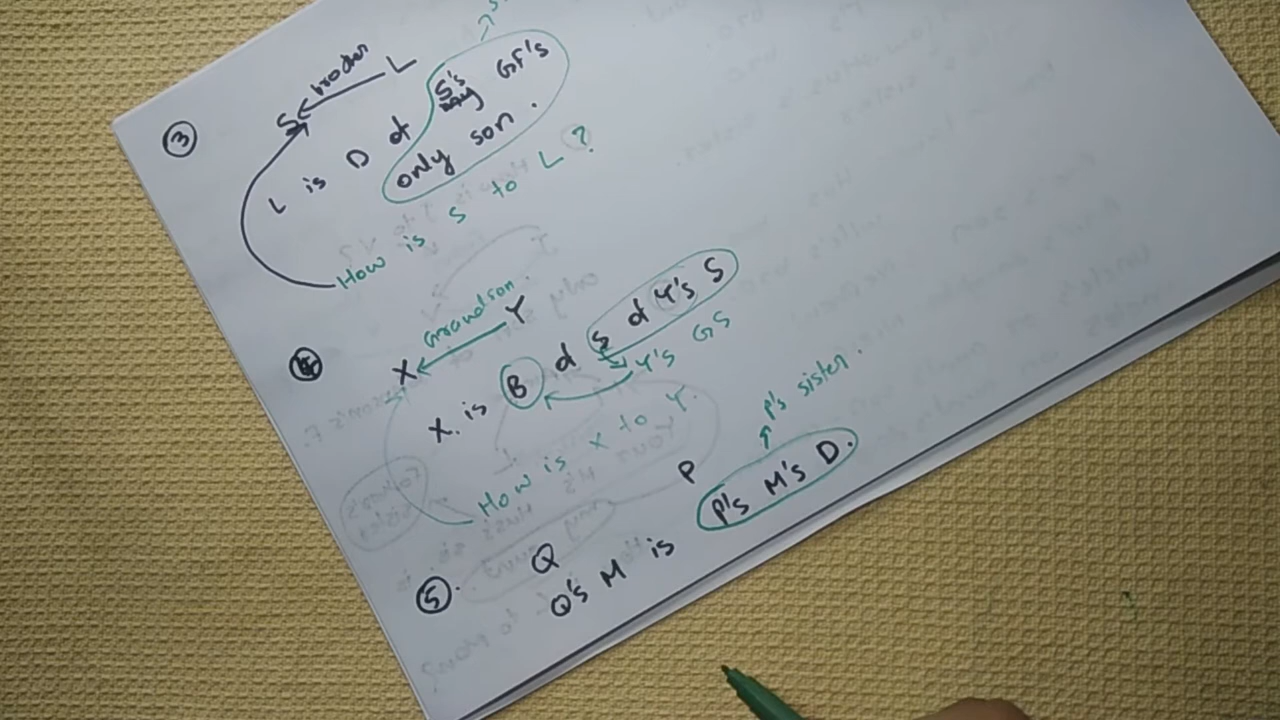 ③
brother
S L
L is D of S's GF's
only son.
How is S to L?
④
Grandson
X Y
X is B of S of Y's S
Y's GS
How is X to Y.
P's sister.
⑤. Q P
Q's M is P's M's D.